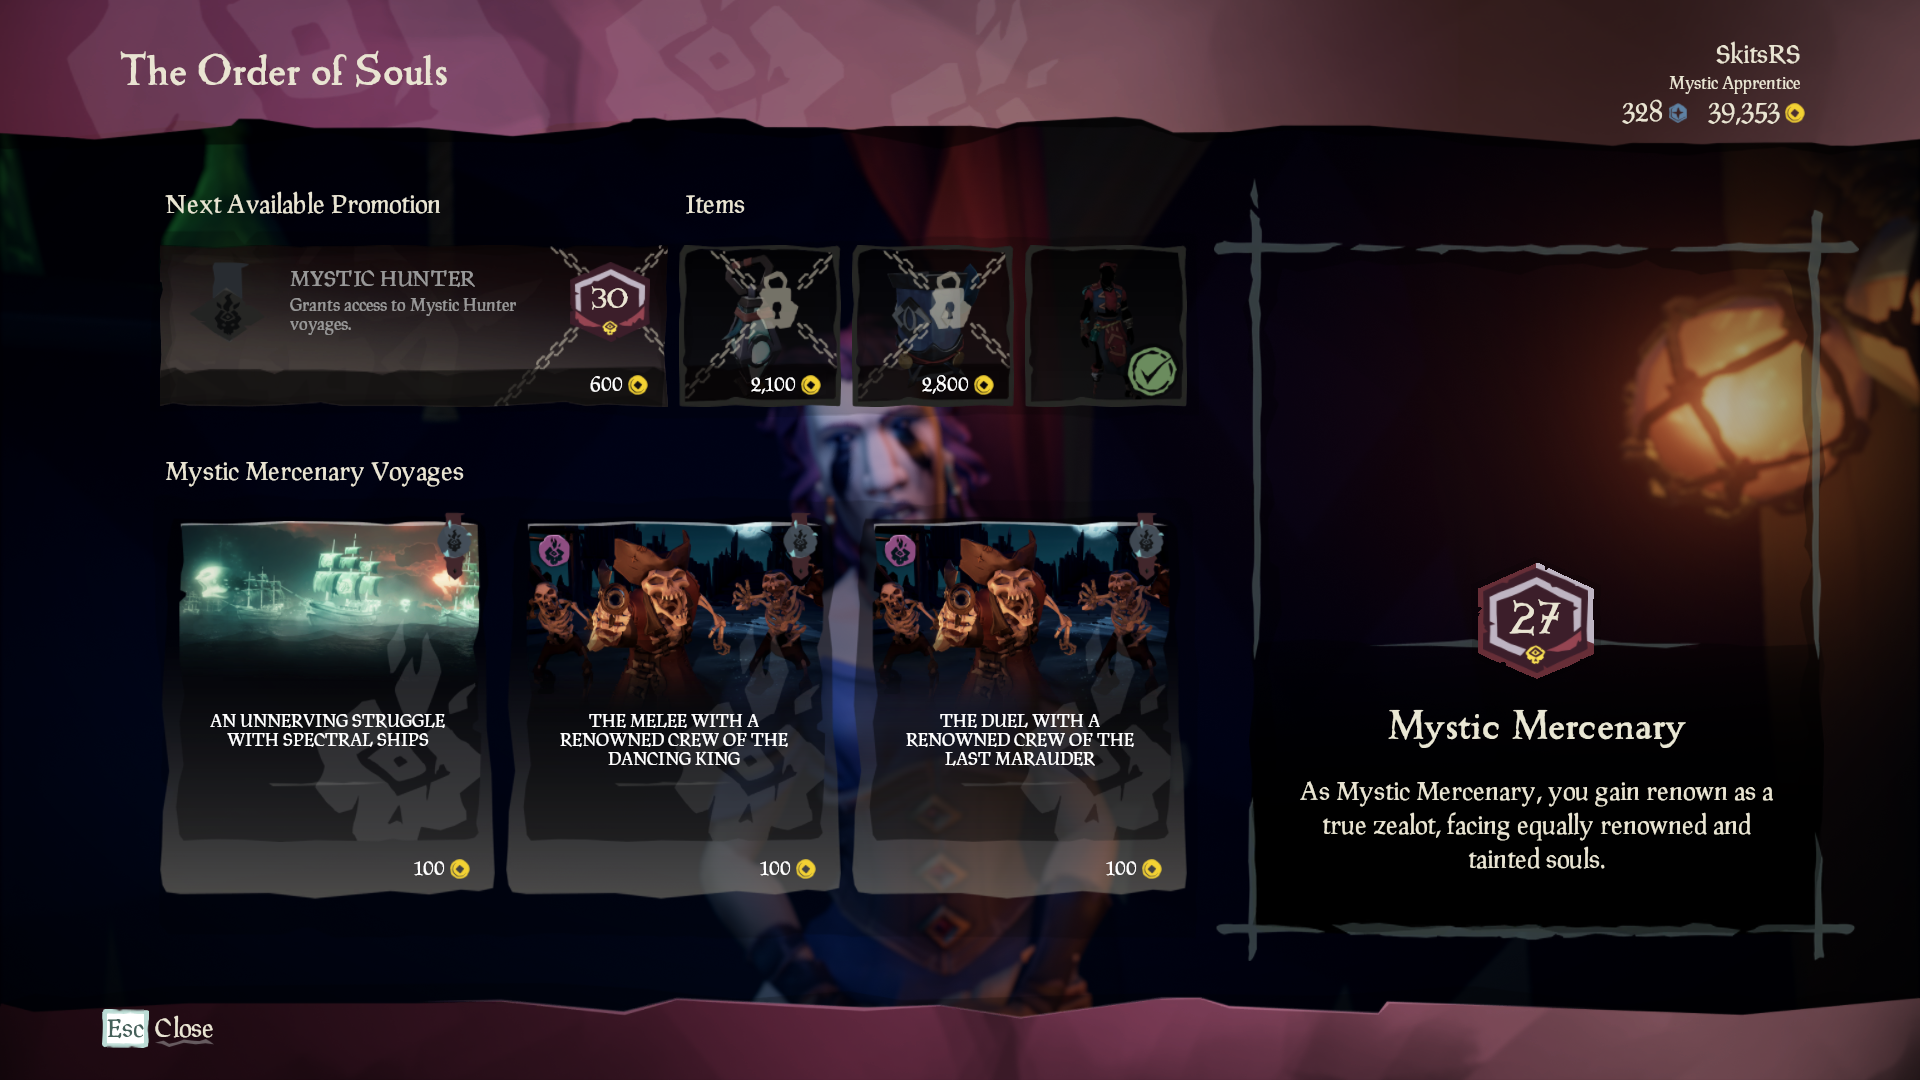 The Order of Souls
SkitsRS
Mystic Apprentice
328 39,353
Next Available Promotion
Items
MYSTIC HUNTER
Grants access to Mystic Hunter
voyages.
30
600
2,100
2,800
Mystic Mercenary Voyages
AN UNNERVING STRUGGLE
WITH SPECTRAL SHIPS
100
THE MELEE WITH A
RENOWNED CREW OF THE
DANCING KING
100
THE DUEL WITH A
RENOWNED CREW OF THE
LAST MARAUDER
100
27
Mystic Mercenary
As Mystic Mercenary, you gain renown as a
true zealot, facing equally renowned and
tainted souls.
Esc Close